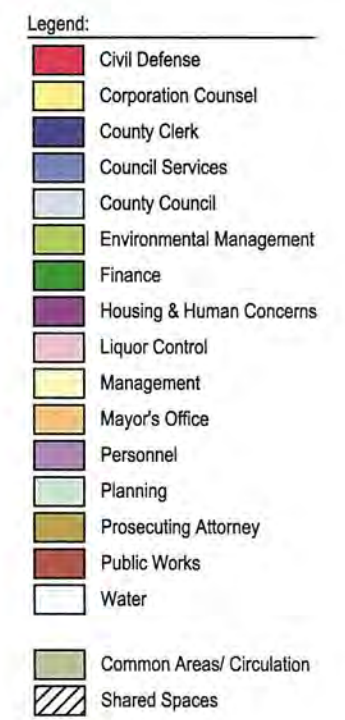 Legend:
Civil Defense
Corporation Counsel
County Clerk
Council Services
County Council
Environmental Management
Finance
Housing & Human Concerns
Liquor Control
Management
Mayor's Office
Personnel
Planning
Prosecuting Attorney
Public Works
Water
Common Areas/ Circulation
Shared Spaces